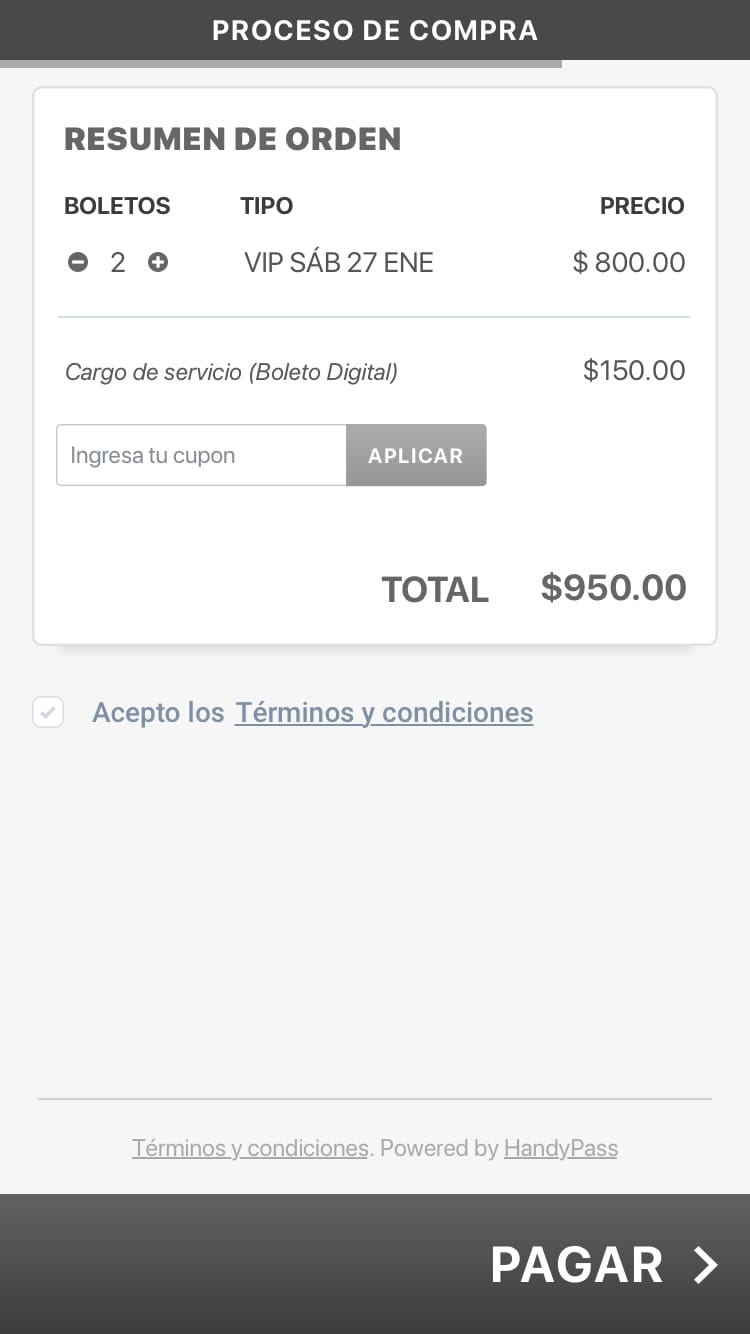 PROCESO DE COMPRA
RESUMEN DE ORDEN
BOLETOS TIPO PRECIO
2 VIP SÁB 27 ENE $ 800.00
Cargo de servicio (Boleto Digital) $150.00
Ingresa tu cupon APLICAR
TOTAL $950.00
Acepto los Términos y condiciones
Términos y condiciones. Powered by HandyPass
PAGAR